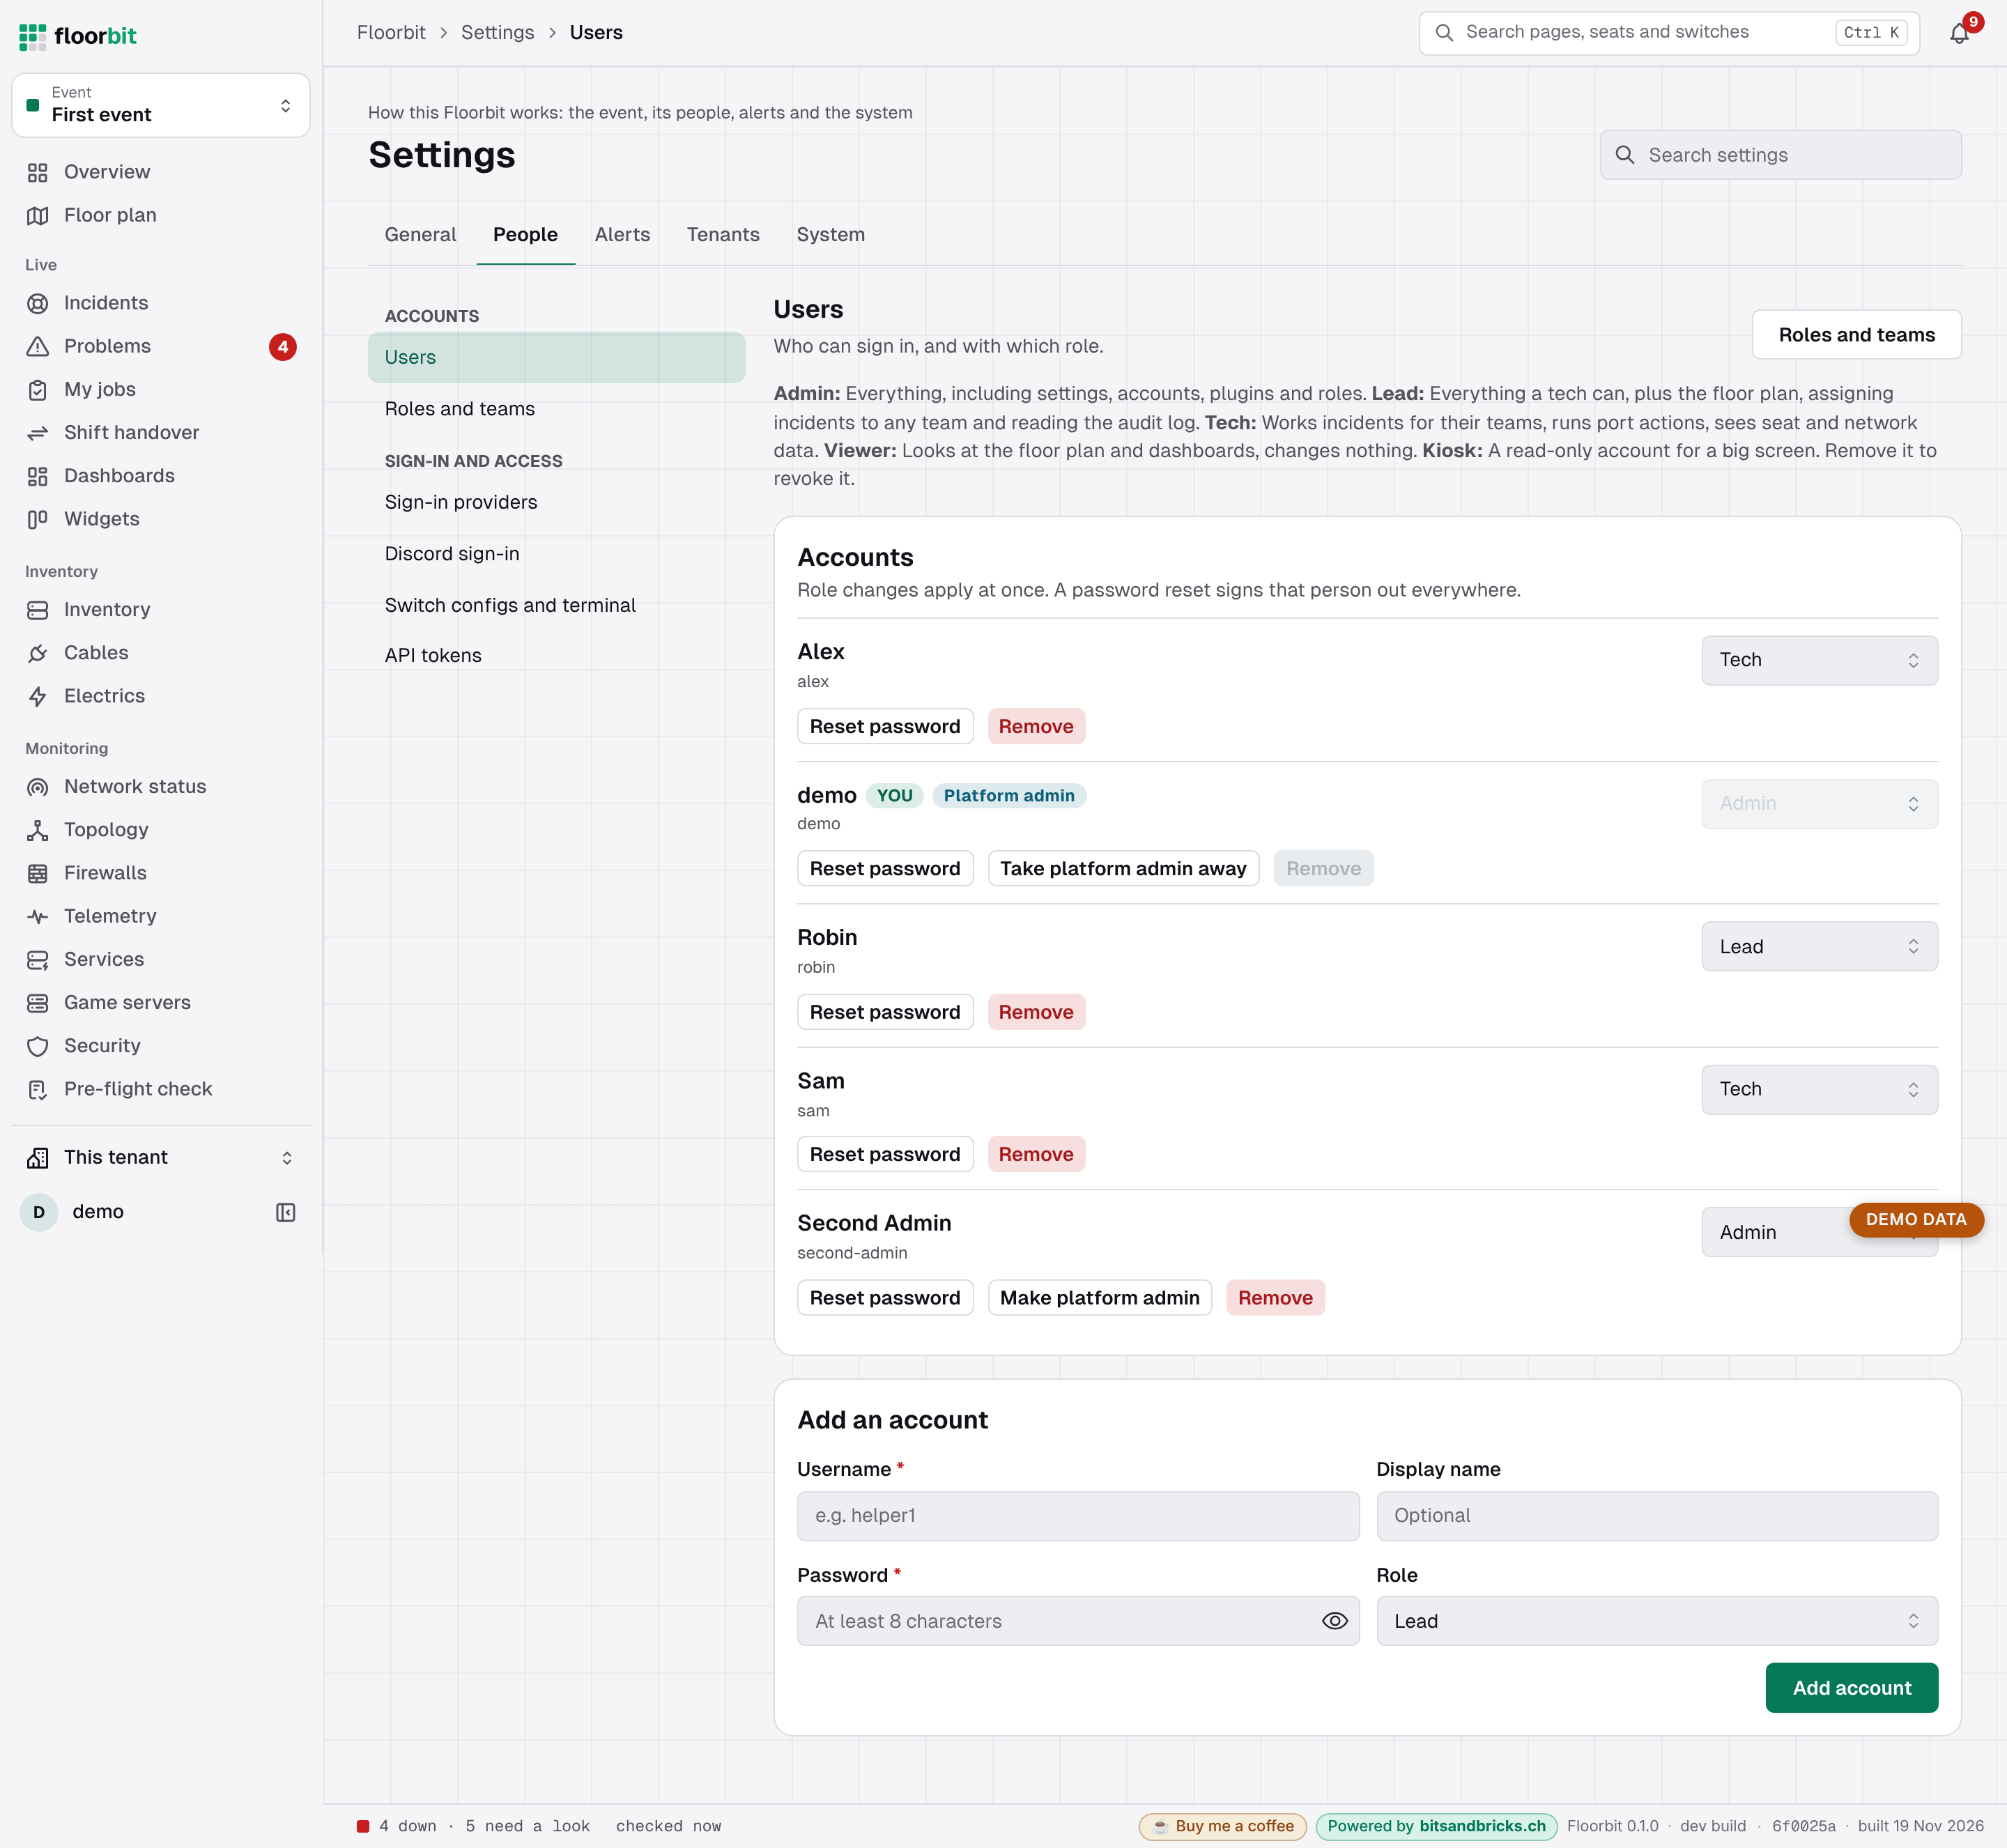 floorbit
Event
First event
Overview
Floor plan
Live
Incidents
Problems
4
My jobs
Shift handover
Dashboards
Widgets
Inventory
Inventory
Cables
Electrics
Monitoring
Network status
Topology
Firewalls
Telemetry
Services
Game servers
Security
Pre-flight check
This tenant
D
demo
Floorbit > Settings > Users
Search pages, seats and switches
Ctrl K
9
How this Floorbit works: the event, its people, alerts and the system
Settings
Search settings
General
People
Alerts
Tenants
System
ACCOUNTS
Users
Roles and teams
SIGN-IN AND ACCESS
Sign-in providers
Discord sign-in
Switch configs and terminal
API tokens
Users
Who can sign in, and with which role.
Roles and teams
Admin: Everything, including settings, accounts, plugins and roles. Lead: Everything a tech can, plus the floor plan, assigning
incidents to any team and reading the audit log. Tech: Works incidents for their teams, runs port actions, sees seat and network
data. Viewer: Looks at the floor plan and dashboards, changes nothing. Kiosk: A read-only account for a big screen. Remove it to
revoke it.
Accounts
Role changes apply at once. A password reset signs that person out everywhere.
Alex
alex
Tech
Reset password
Remove
demo
YOU
Platform admin
demo
Admin
Reset password
Take platform admin away
Remove
Robin
robin
Lead
Reset password
Remove
Sam
sam
Tech
Reset password
Remove
Second Admin
second-admin
Admin
DEMO DATA
Reset password
Make platform admin
Remove
Add an account
Username *
e.g. helper1
Display name
Optional
Password *
At least 8 characters
Role
Lead
Add account
4 down · 5 need a look
checked now
Buy me a coffee
Powered by bitsandbricks.ch
Floorbit 0.1.0 · dev build · 6f0025a · built 19 Nov 2026